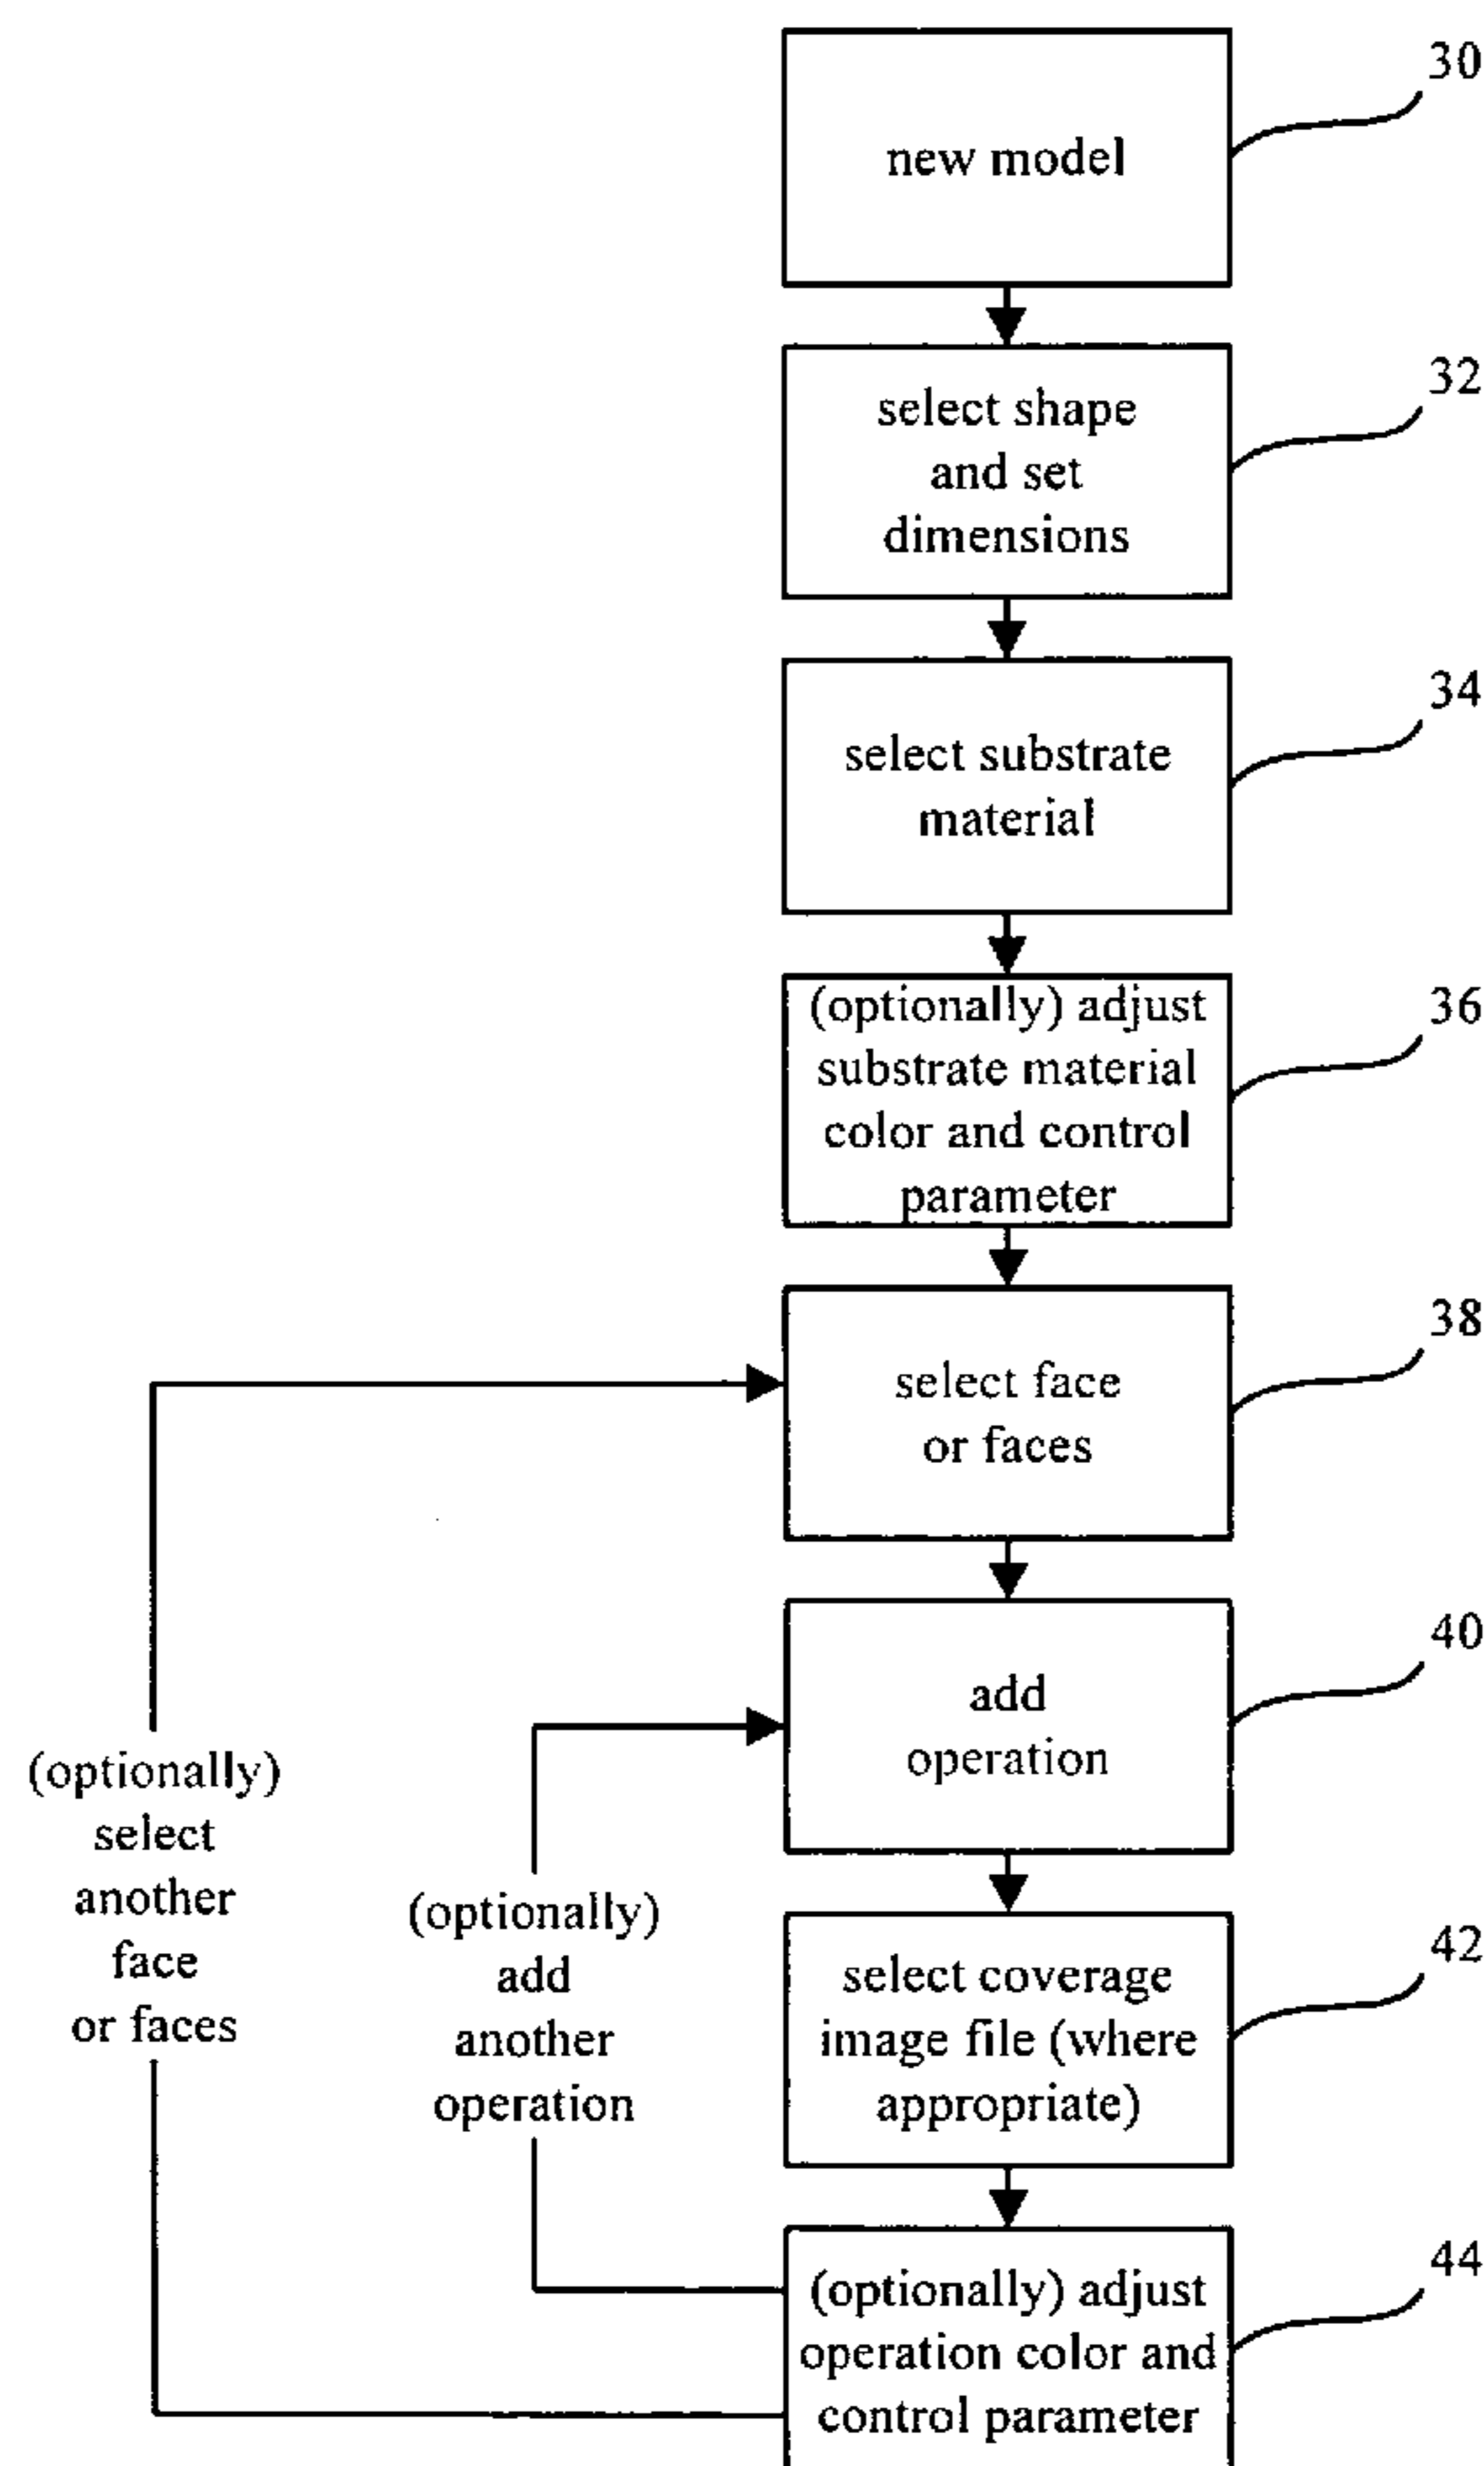 30
new model
32
select shape
and set
dimensions
34
select substrate
material
36
(optionally) adjust
substrate material
color and control
parameter
38
select face
or faces
40
add
operation
(optionally)
select
another
face
or faces
(optionally)
add
another
operation
42
select coverage
image file (where
appropriate)
44
(optionally) adjust
operation color and
control parameter